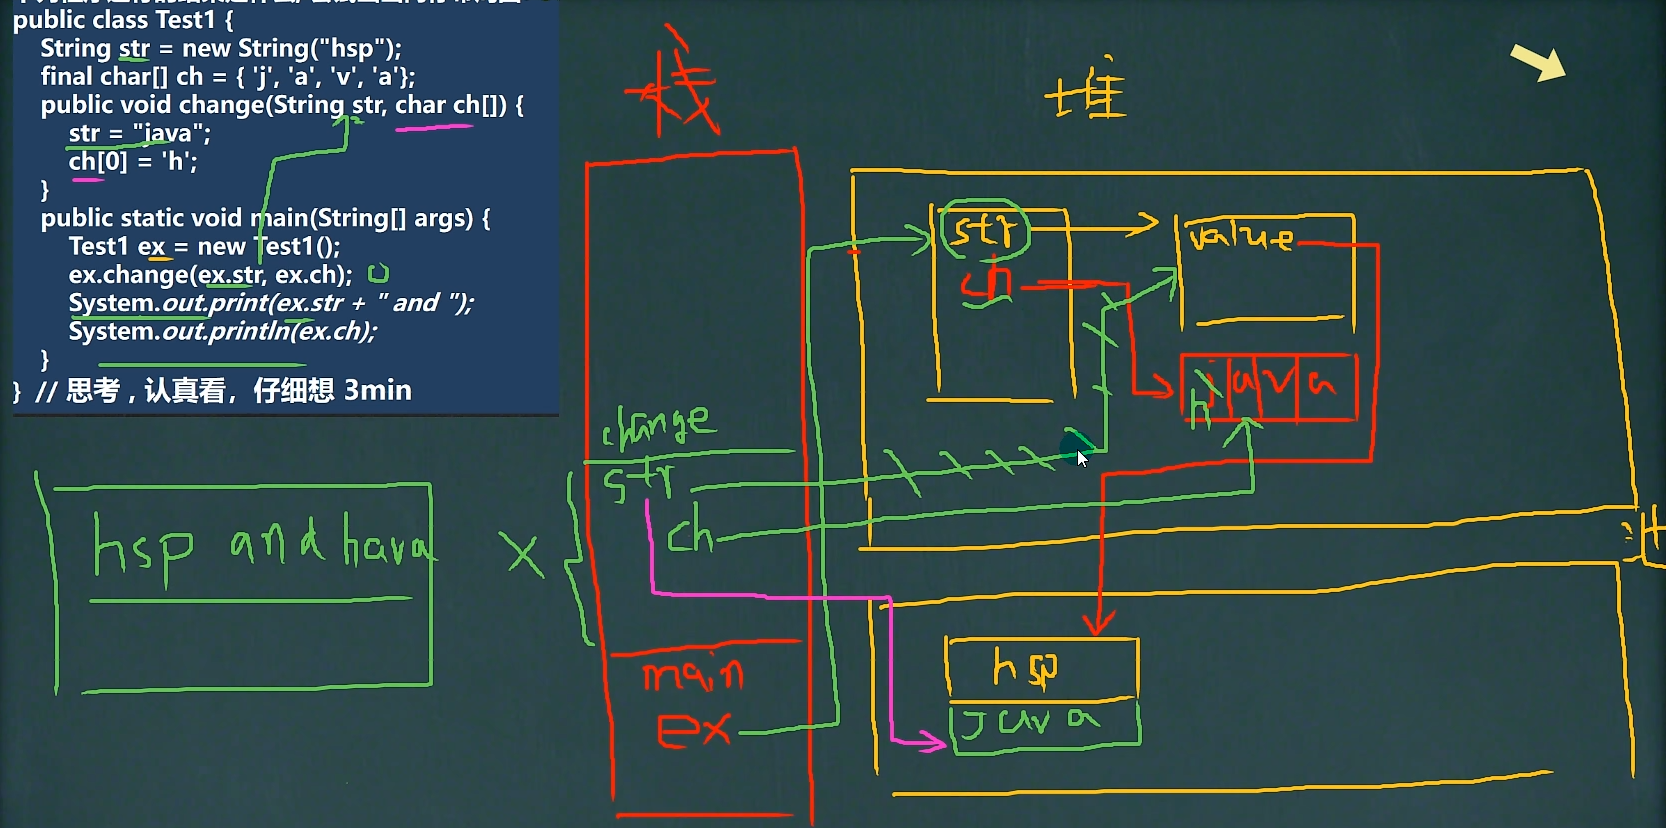 public class Test1 {
String str = new String("hsp");
final char[] ch = { 'j', 'a', 'v', 'a'};
public void change(String str, char ch[]) {
str = "java";
ch[0] = 'h';
}
public static void main(String[] args) {
Test1 ex = new Test1();
ex.change(ex.str, ex.ch);
System.out.print(ex.str + " and ");
System.out.println(ex.ch);
}
} // 思考 , 认真看，仔细想 3min
hsp and hava
栈
change
str
ch
main
ex
堆
str
ch
value
j a v a
h
hsp
java